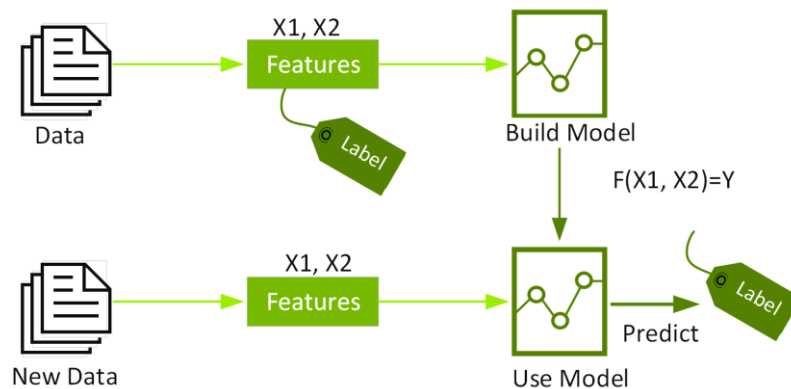 X1, X2
Features
Label
Data
Build Model
F(X1, X2)=Y
X1, X2
Features
Label
Predict
New Data
Use Model